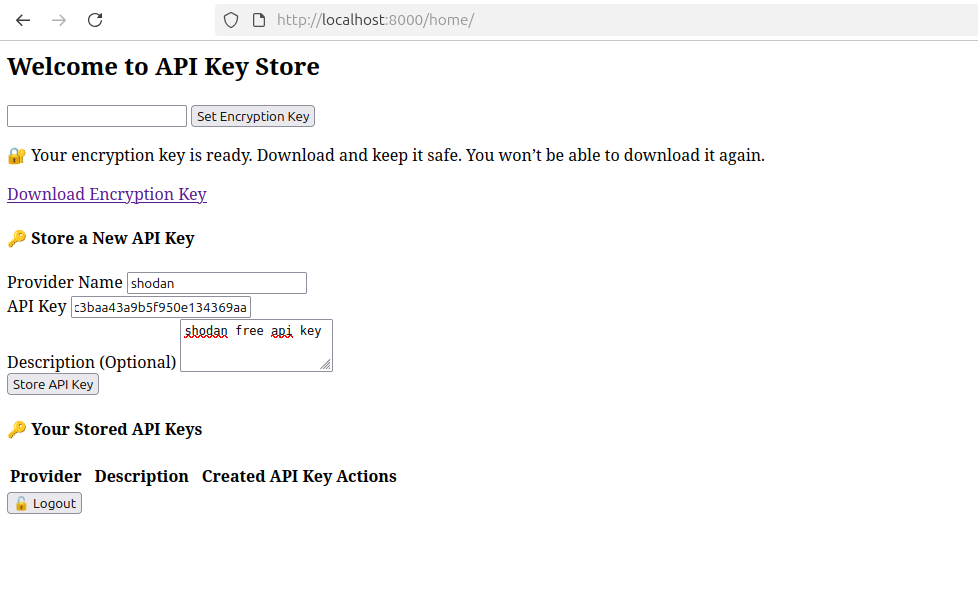 http://localhost:8000/home/
Welcome to API Key Store
Set Encryption Key
🔐 Your encryption key is ready. Download and keep it safe. You won’t be able to download it again.
Download Encryption Key
🔑 Store a New API Key
Provider Name shodan
API Key c3baa43a9b5f950e134369aa
shodan free api key
Description (Optional)
Store API Key
🔑 Your Stored API Keys
Provider Description Created API Key Actions
🔓 Logout